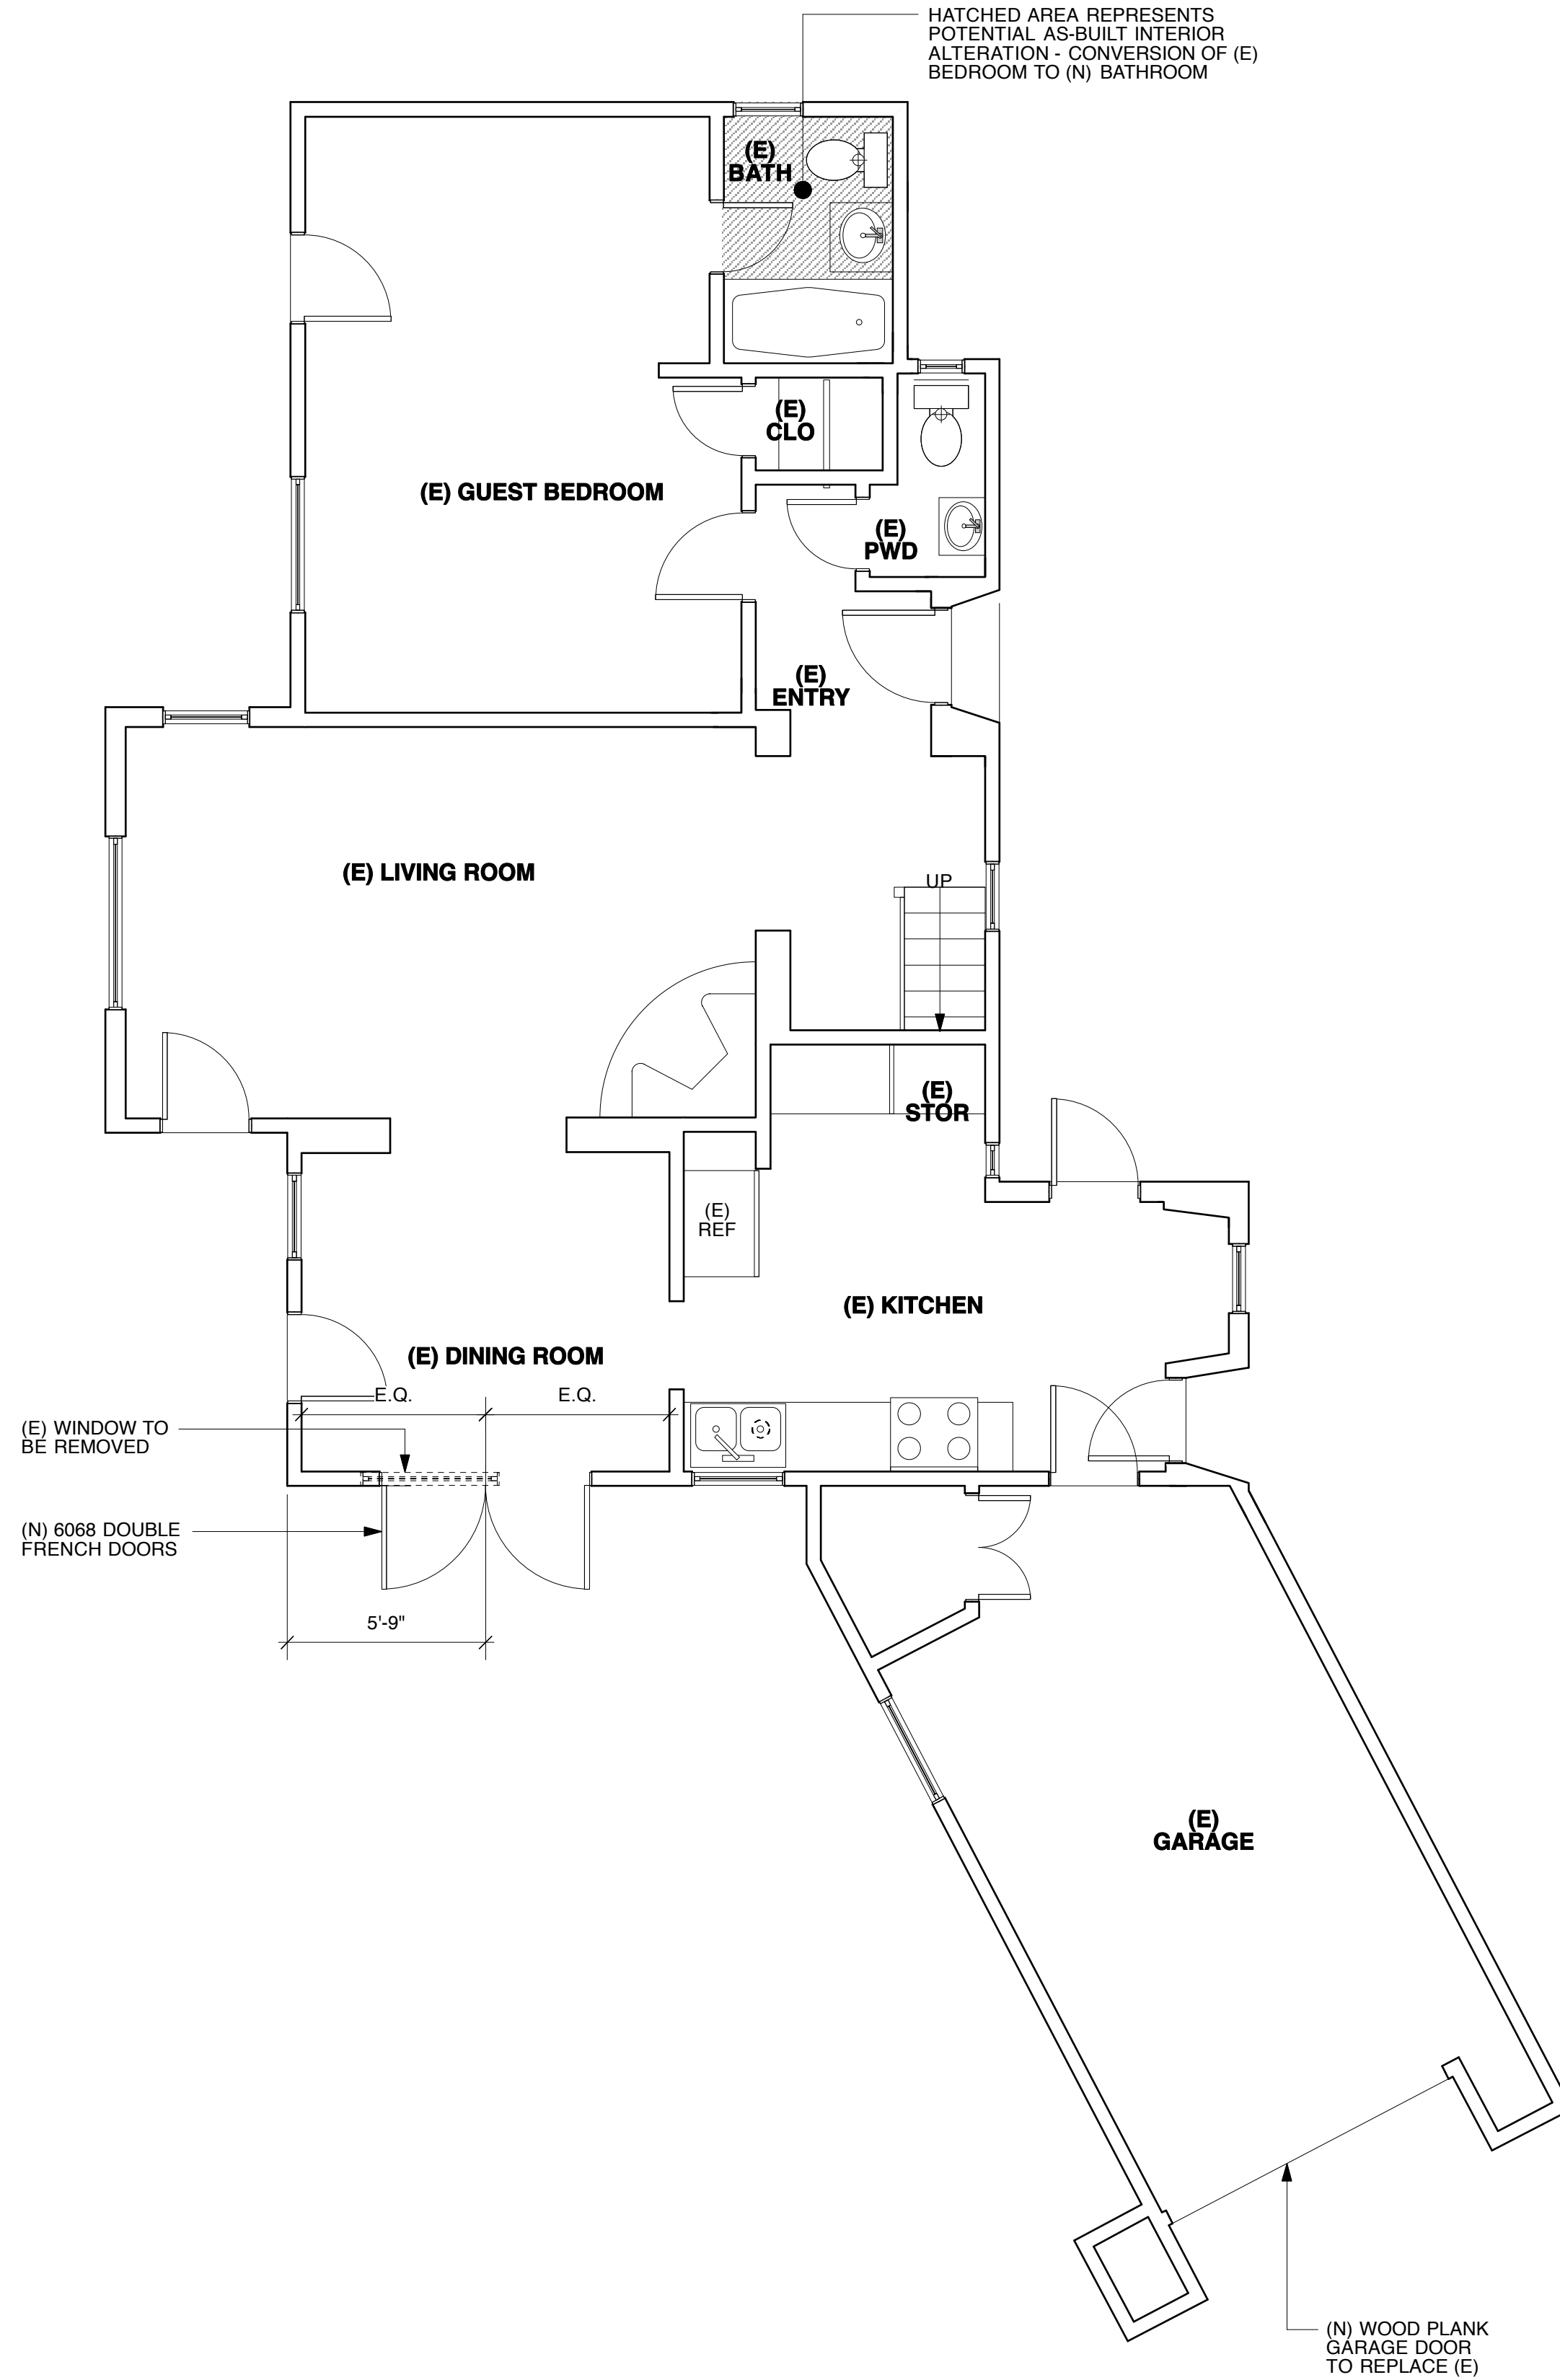 HATCHED AREA REPRESENTS
POTENTIAL AS-BUILT INTERIOR
ALTERATION - CONVERSION OF (E)
BEDROOM TO (N) BATHROOM
(E)
BATH
(E)
CLO
(E) GUEST BEDROOM
(E)
PWD
(E)
ENTRY
(E) LIVING ROOM
UP
(E)
STOR
(E)
REF
(E) KITCHEN
(E) DINING ROOM
E.Q.
E.Q.
(E) WINDOW TO
BE REMOVED
(N) 6068 DOUBLE
FRENCH DOORS
5'-9"
(E)
GARAGE
(N) WOOD PLANK
GARAGE DOOR
TO REPLACE (E)